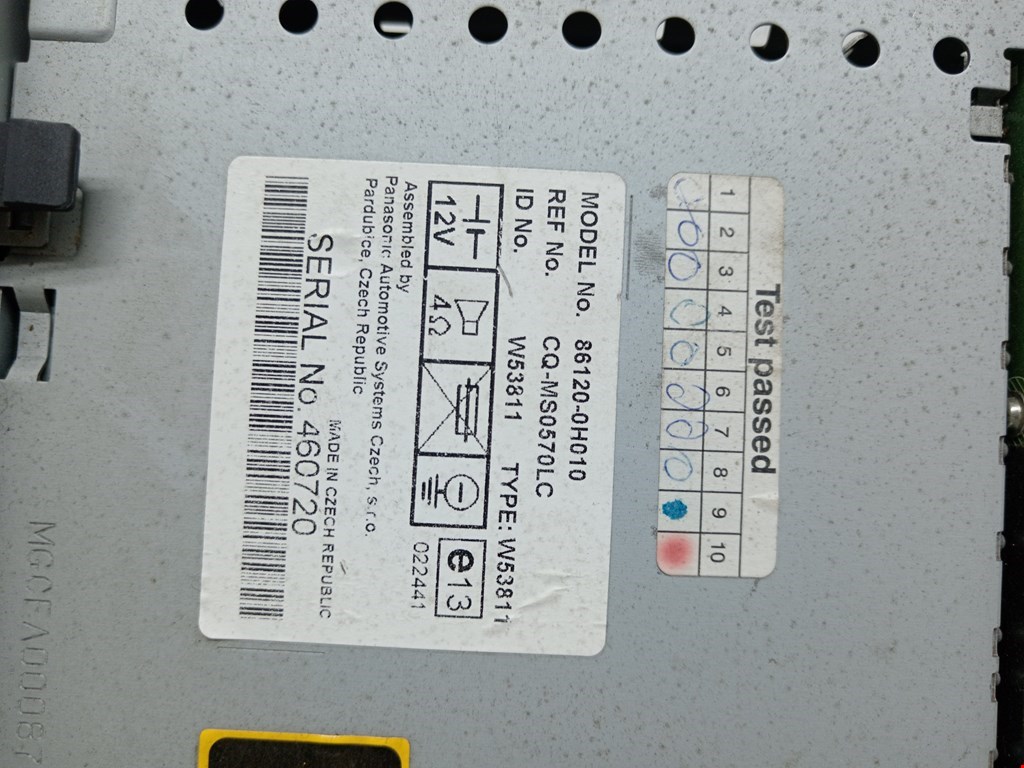 Test passed
1 2 3 4 5 6 7 8 9 10
MODEL No. 86120-0H010
REF No. CQ-MS0570LC
ID No. W53811 TYPE: W53811
12V 4Ω e13
022441
Assembled by
Panasonic Automotive Systems Czech, s.r.o.
Pardubice, Czech Republic
MADE IN CZECH REPUBLIC
SERIAL No. 460720